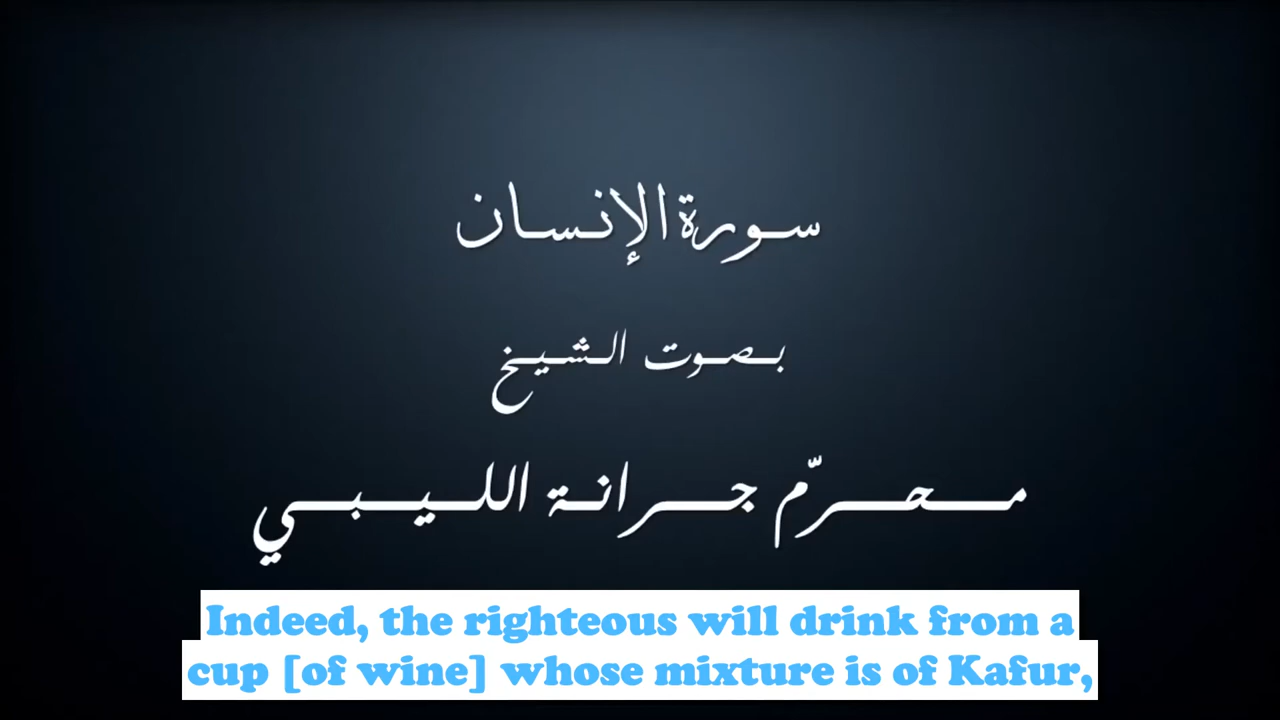 سورة الإنسان
بصوت الشيخ
محرّم جرانة الليبي
Indeed, the righteous will drink from a
cup [of wine] whose mixture is of Kafur,